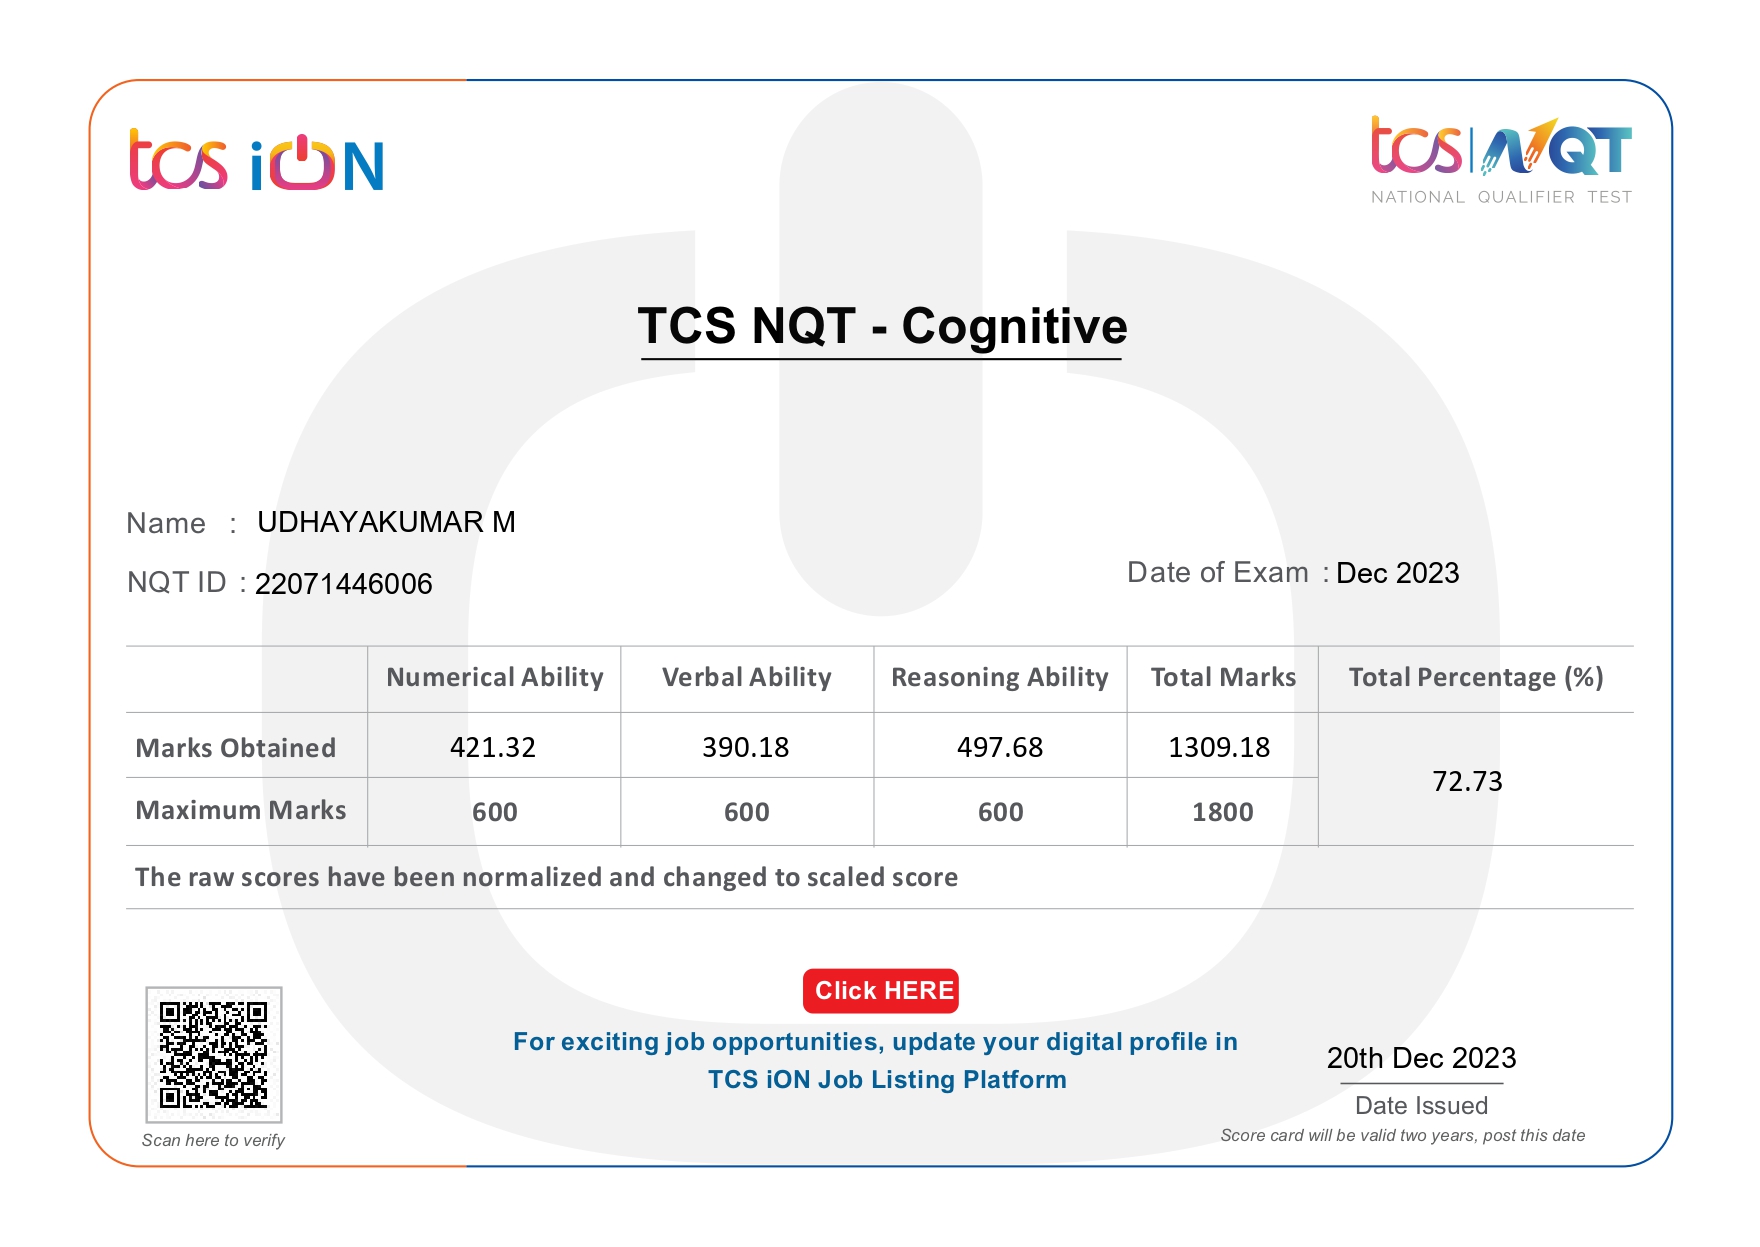 tcs iON
tcs NQT
NATIONAL QUALIFIER TEST
TCS NQT - Cognitive
Name : UDHAYAKUMAR M
NQT ID : 22071446006
Date of Exam : Dec 2023
Numerical Ability Verbal Ability Reasoning Ability Total Marks Total Percentage (%)
Marks Obtained 421.32 390.18 497.68 1309.18
72.73
Maximum Marks 600 600 600 1800
The raw scores have been normalized and changed to scaled score
Click HERE
For exciting job opportunities, update your digital profile in
TCS iON Job Listing Platform
20th Dec 2023
Date Issued
Score card will be valid two years, post this date
Scan here to verify